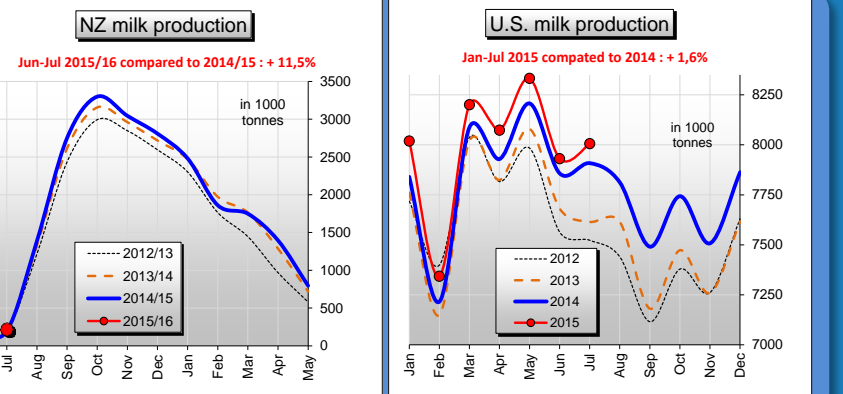 NZ milk production
Jun-Jul 2015/16 compared to 2014/15 : + 11,5%
in 1000
tonnes
3500
3000
2500
2000
1500
1000
500
0
2012/13
2013/14
2014/15
2015/16
Jul
Aug
Sep
Oct
Nov
Dec
Jan
Feb
Mar
Apr
May
U.S. milk production
Jan-Jul 2015 compated to 2014 : + 1,6%
in 1000
tonnes
8250
8000
7750
7500
7250
7000
2012
2013
2014
2015
Jan
Feb
Mar
Apr
May
Jun
Jul
Aug
Sep
Oct
Nov
Dec